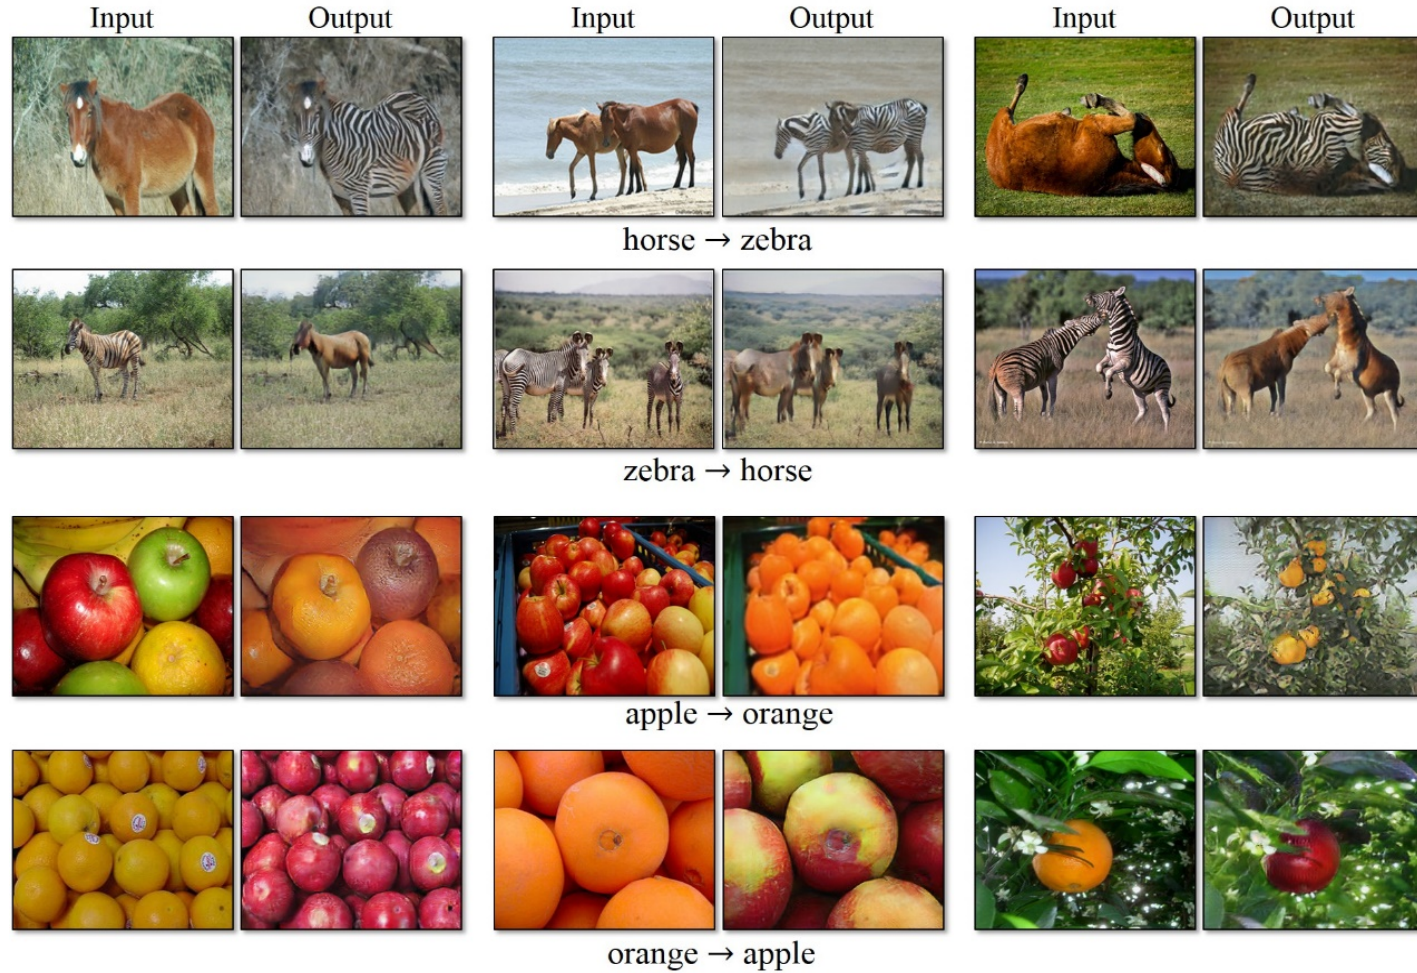 Input Output Input Output Input Output
horse → zebra
zebra → horse
apple → orange
orange → apple